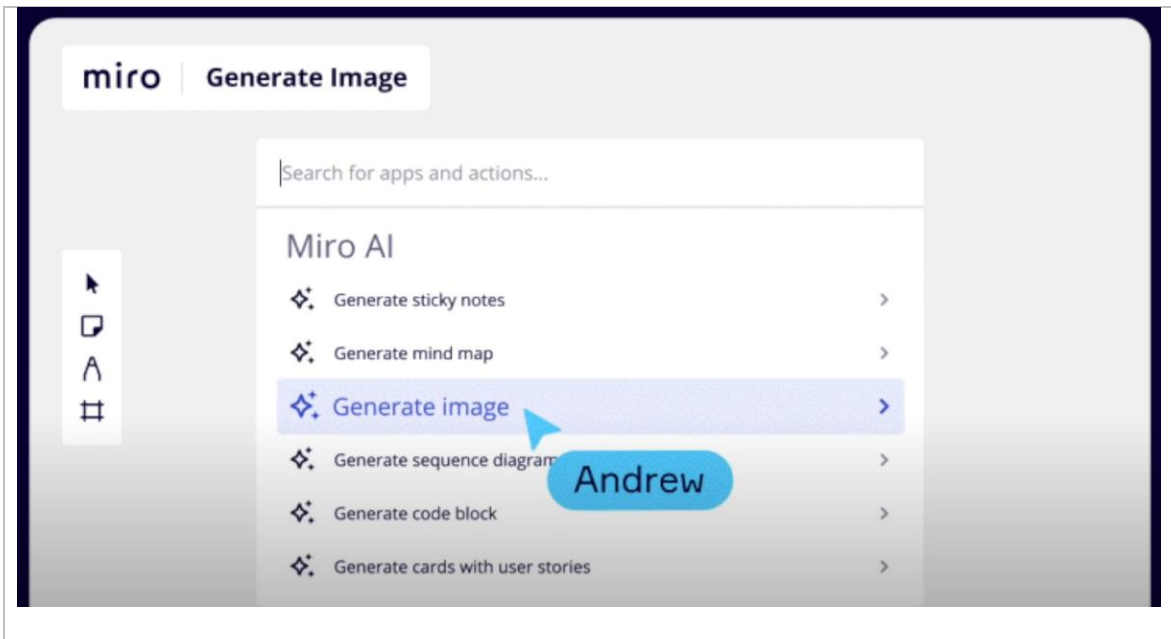 miro Generate Image
Search for apps and actions...
Miro AI
Generate sticky notes
Generate mind map
Generate image
Generate sequence diagram
Andrew
Generate code block
Generate cards with user stories